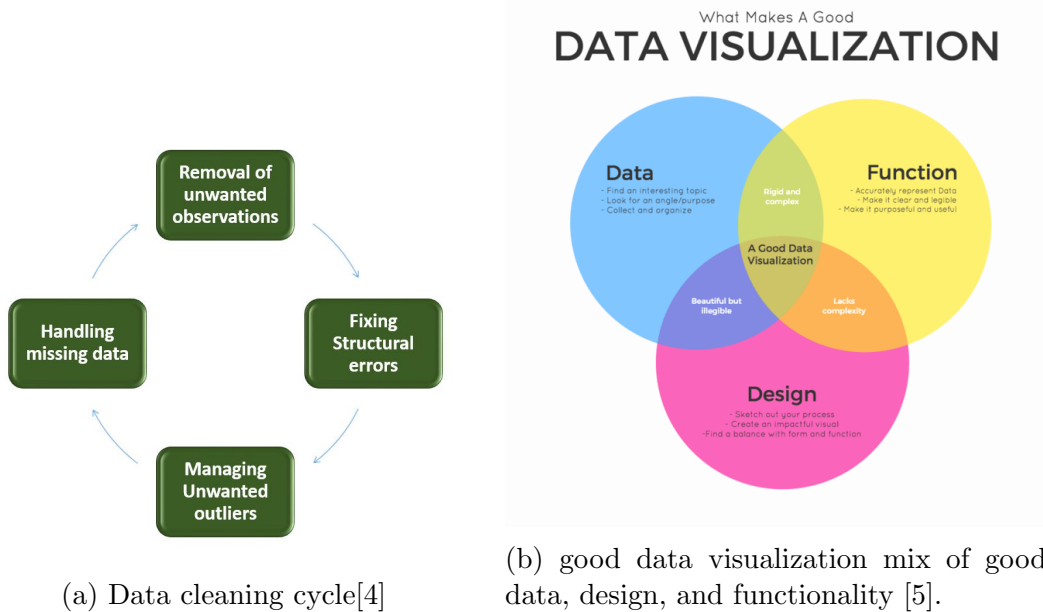 Removal of
unwanted
observations
Handling
missing data
Fixing
Structural
errors
Managing
Unwanted
outliers
(a) Data cleaning cycle[4]
What Makes A Good
DATA VISUALIZATION
Data
- Find an interesting topic
- Look for an angle/purpose
- Collect and organize
Rigid and
complex
Function
- Accurately represent Data
- Make it clear and legible
- Make it purposeful and useful
A Good Data
Visualization
Beautiful but
illegible
Lacks
complexity
Design
- Sketch out your process
- Create an impactful visual
-Find a balance with form and function
(b) good data visualization mix of good
data, design, and functionality [5].